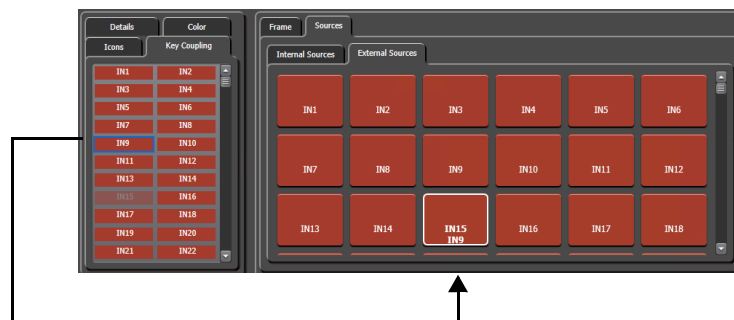 Details Color
Icons Key Coupling
IN1 IN2
IN3 IN4
IN5 IN6
IN7 IN8
IN9 IN10
IN11 IN12
IN13 IN14
IN15 IN16
IN17 IN18
IN19 IN20
IN21 IN22
Frame Sources
Internal Sources External Sources
IN1 IN2 IN3 IN4 IN5 IN6
IN7 IN8 IN9 IN10 IN11 IN12
IN13 IN14 IN15 IN16 IN17 IN18
IN9